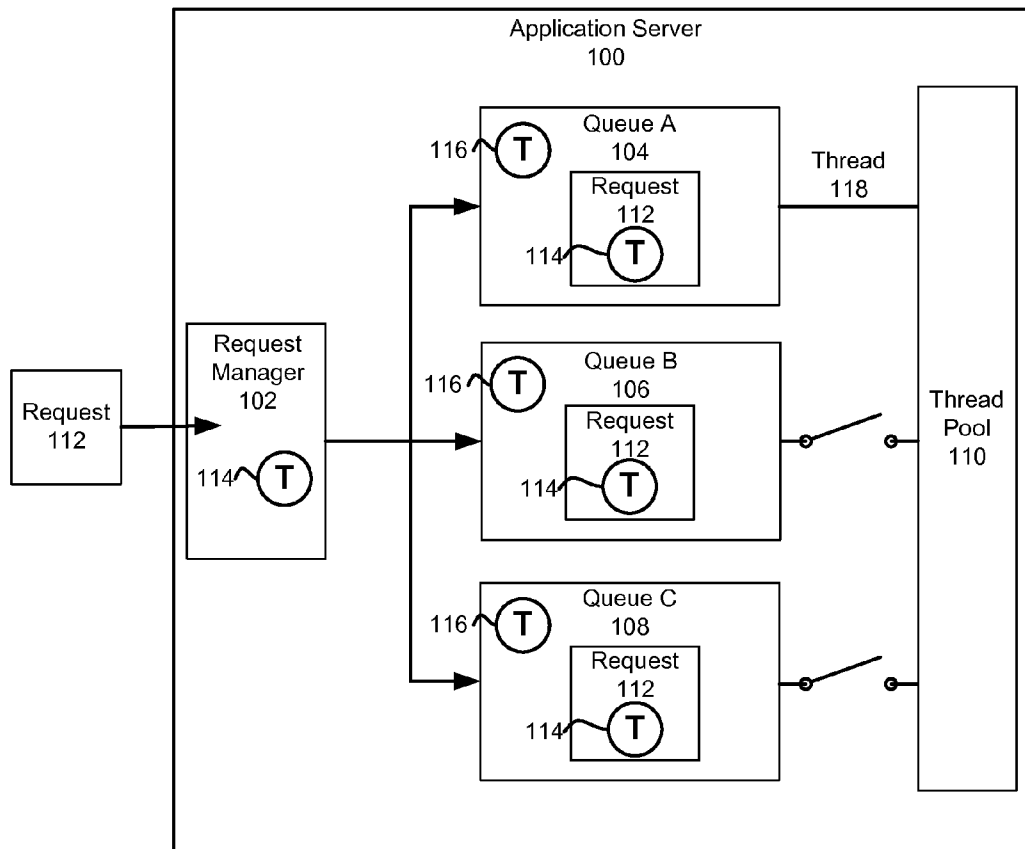 Application Server
100
Queue A
104
116
T
Request
112
114
T
Thread
118
Request
Manager
102
114
T
Request
112
Queue B
106
116
T
Request
112
114
T
Thread
Pool
110
Queue C
108
116
T
Request
112
114
T